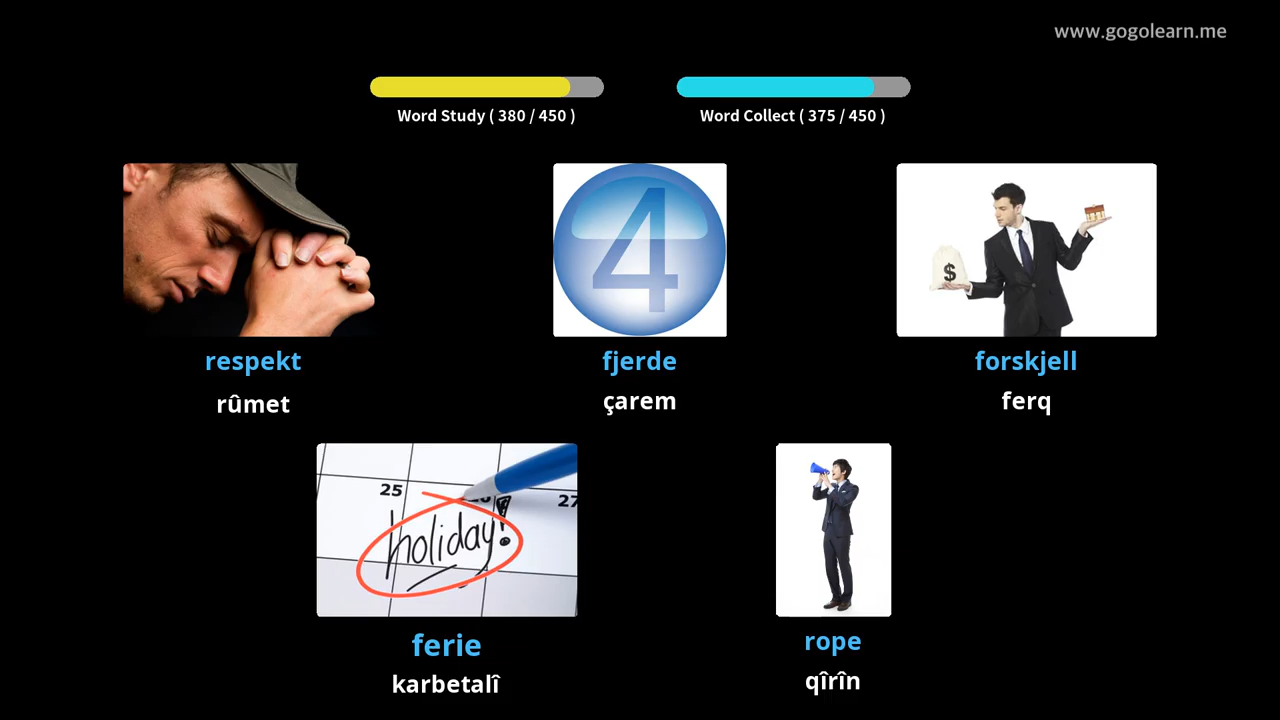 www.gogolearn.me
Word Study ( 380 / 450 )
Word Collect ( 375 / 450 )
4
$
respekt
rûmet
fjerde
çarem
forskjell
ferq
25
27
holiday!
ferie
karbetalî
rope
qîrîn